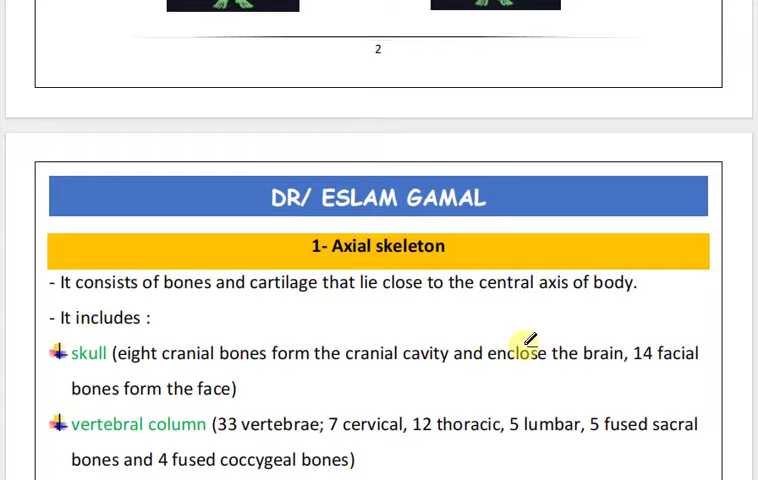 2
DR/ ESLAM GAMAL
1- Axial skeleton
- It consists of bones and cartilage that lie close to the central axis of body.
- It includes :
skull (eight cranial bones form the cranial cavity and enclose the brain, 14 facial
bones form the face)
vertebral column (33 vertebrae; 7 cervical, 12 thoracic, 5 lumbar, 5 fused sacral
bones and 4 fused coccygeal bones)